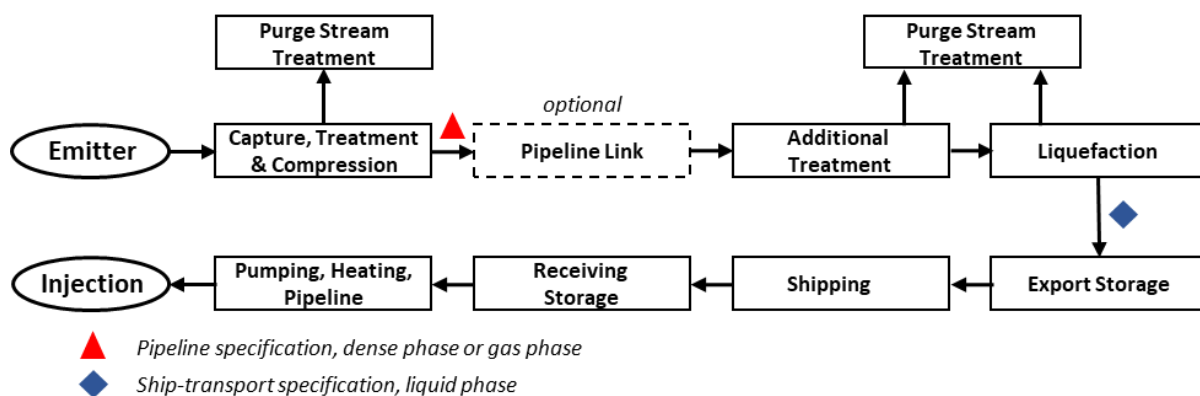 Purge Stream
Treatment
Purge Stream
Treatment
optional
Emitter
Capture, Treatment
& Compression
Pipeline Link
Additional
Treatment
Liquefaction
Injection
Pumping, Heating,
Pipeline
Receiving
Storage
Shipping
Export Storage
Pipeline specification, dense phase or gas phase
Ship-transport specification, liquid phase